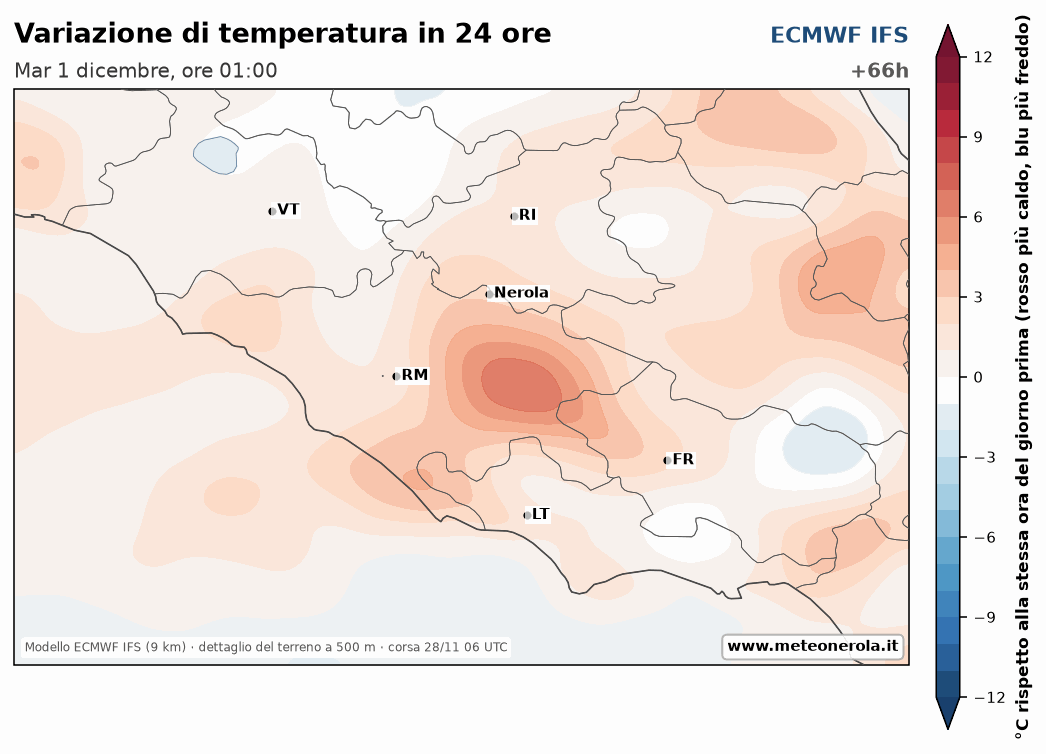 Variazione di temperatura in 24 ore
ECMWF IFS
Mar 1 dicembre, ore 01:00
+66h
VT
RI
Nerola
RM
FR
LT
Modello ECMWF IFS (9 km) · dettaglio del terreno a 500 m · corsa 28/11 06 UTC
www.meteonerola.it
12
9
6
3
0
−3
−6
−9
−12
°C rispetto alla stessa ora del giorno prima (rosso più caldo, blu più freddo)